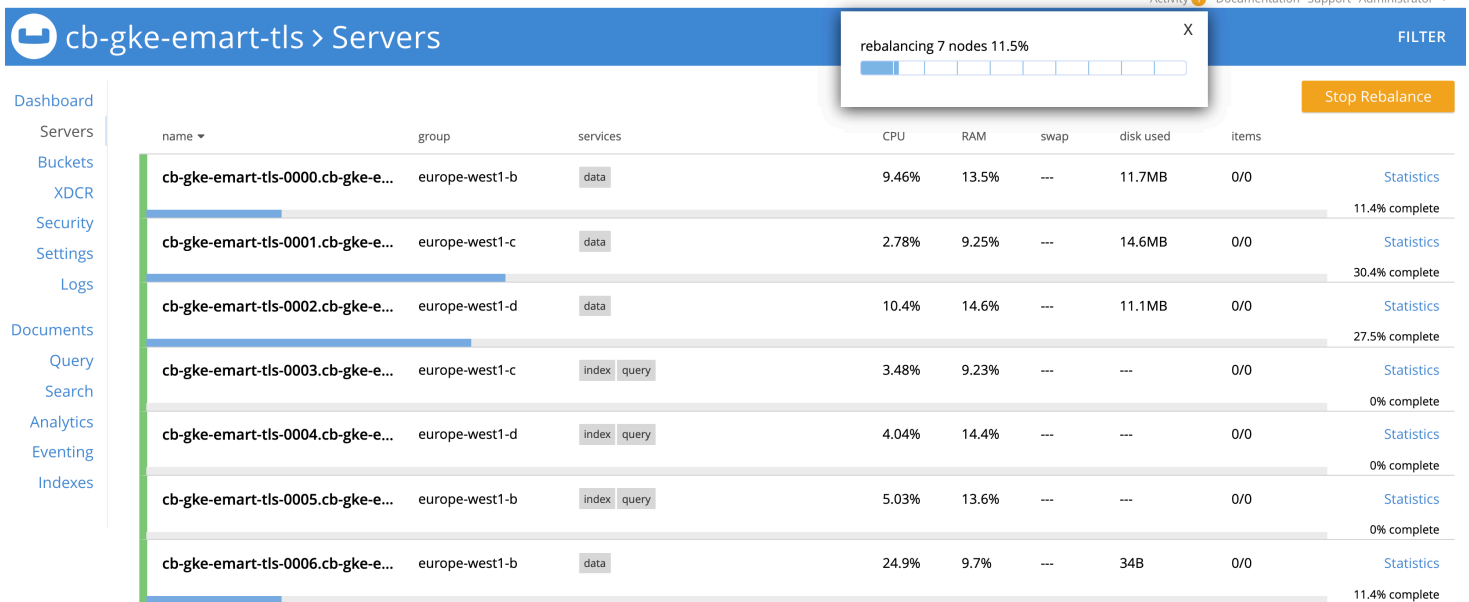 Activity Documentation Support Administrator
cb-gke-emart-tls > Servers
FILTER
X
rebalancing 7 nodes 11.5%
Stop Rebalance
Dashboard
Servers
Buckets
XDCR
Security
Settings
Logs
Documents
Query
Search
Analytics
Eventing
Indexes
name group services CPU RAM swap disk used items
cb-gke-emart-tls-0000.cb-gke-e... europe-west1-b data 9.46% 13.5% --- 11.7MB 0/0 Statistics
11.4% complete
cb-gke-emart-tls-0001.cb-gke-e... europe-west1-c data 2.78% 9.25% --- 14.6MB 0/0 Statistics
30.4% complete
cb-gke-emart-tls-0002.cb-gke-e... europe-west1-d data 10.4% 14.6% --- 11.1MB 0/0 Statistics
27.5% complete
cb-gke-emart-tls-0003.cb-gke-e... europe-west1-c index query 3.48% 9.23% --- --- 0/0 Statistics
0% complete
cb-gke-emart-tls-0004.cb-gke-e... europe-west1-d index query 4.04% 14.4% --- --- 0/0 Statistics
0% complete
cb-gke-emart-tls-0005.cb-gke-e... europe-west1-b index query 5.03% 13.6% --- --- 0/0 Statistics
0% complete
cb-gke-emart-tls-0006.cb-gke-e... europe-west1-b data 24.9% 9.7% --- 34B 0/0 Statistics
11.4% complete